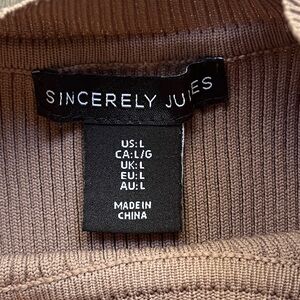 SINCERELY JULES
US:L
CA:L/G
UK:L
EU:L
AU:L
MADE IN
CHINA